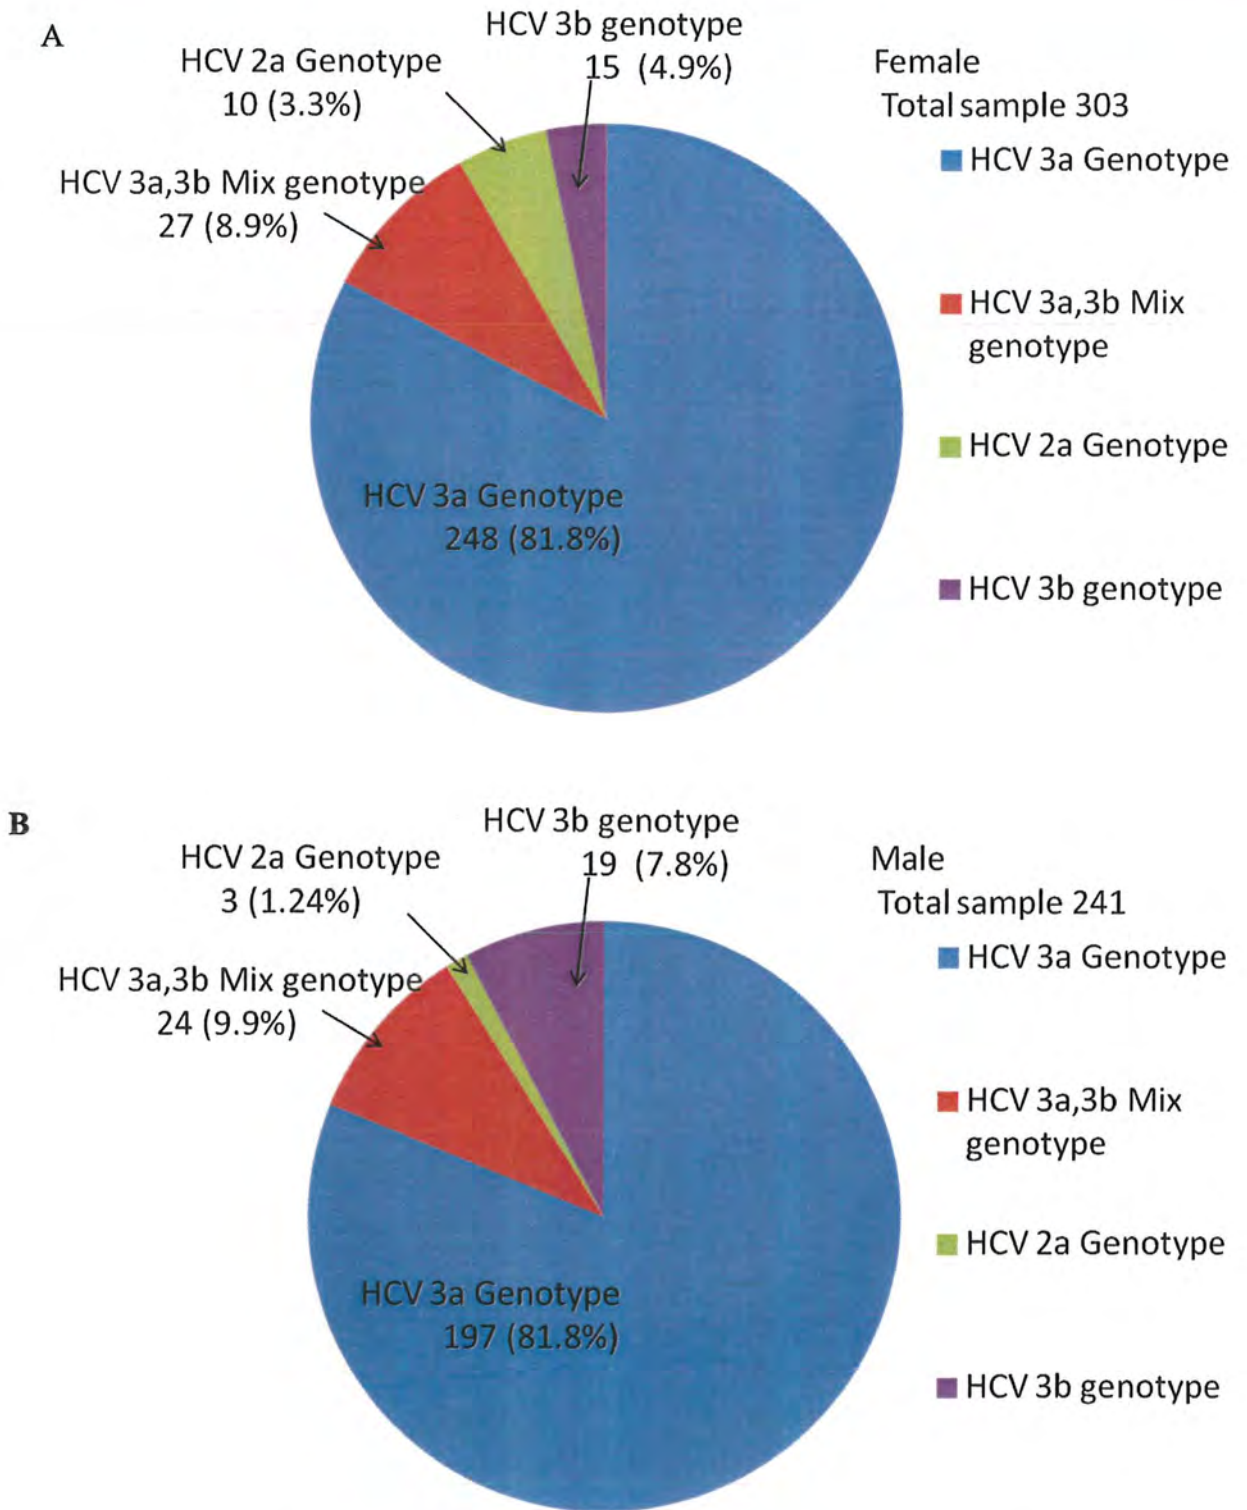 A
HCV 3b genotype
15 (4.9%)
HCV 2a Genotype
10 (3.3%)
HCV 3a,3b Mix genotype
27 (8.9%)
HCV 3a Genotype
248 (81.8%)
Female
Total sample 303
HCV 3a Genotype
HCV 3a,3b Mix
genotype
HCV 2a Genotype
HCV 3b genotype
B
HCV 3b genotype
19 (7.8%)
HCV 2a Genotype
3 (1.24%)
HCV 3a,3b Mix genotype
24 (9.9%)
HCV 3a Genotype
197 (81.8%)
Male
Total sample 241
HCV 3a Genotype
HCV 3a,3b Mix
genotype
HCV 2a Genotype
HCV 3b genotype